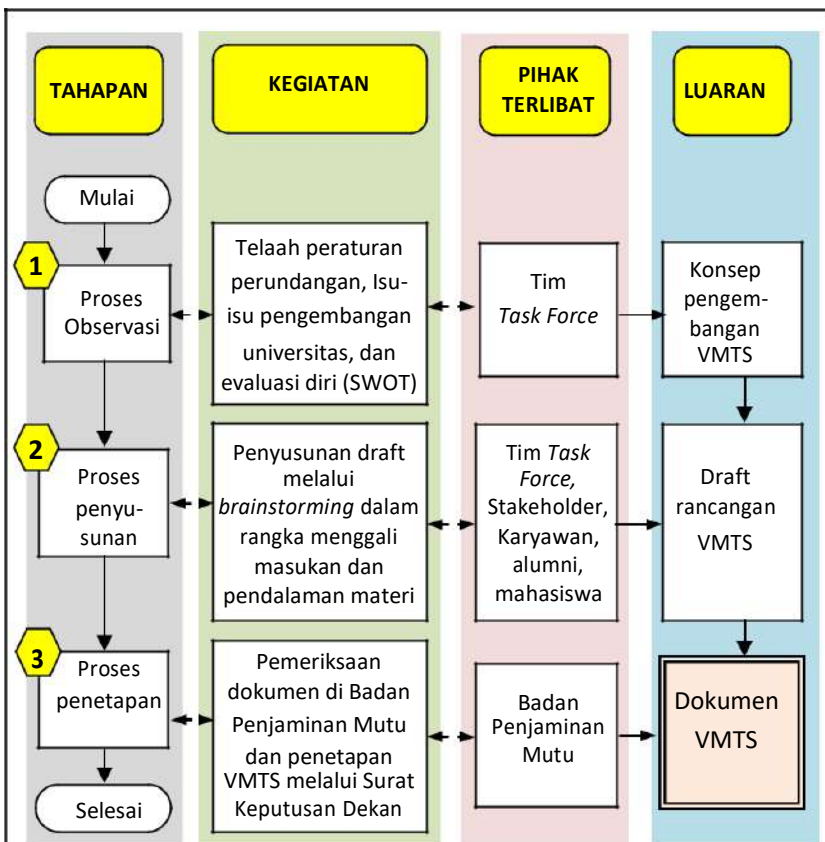 TAHAPAN
KEGIATAN
PIHAK
TERLIBAT
LUARAN
Mulai
1
Proses
Observasi
Telaah peraturan
perundangan, Isu-
isu pengembangan
universitas, dan
evaluasi diri (SWOT)
Tim
Task Force
Konsep
pengem-
bangan
VMTS
2
Proses
penyu-
sunan
Penyusunan draft
melalui
brainstorming dalam
rangka menggali
masukan dan
pendalaman materi
Tim Task
Force,
Stakeholder,
Karyawan,
alumni,
mahasiswa
Draft
rancangan
VMTS
3
Proses
penetapan
Pemeriksaan
dokumen di Badan
Penjaminan Mutu
dan penetapan
VMTS melalui Surat
Keputusan Dekan
Badan
Penjaminan
Mutu
Dokumen
VMTS
Selesai